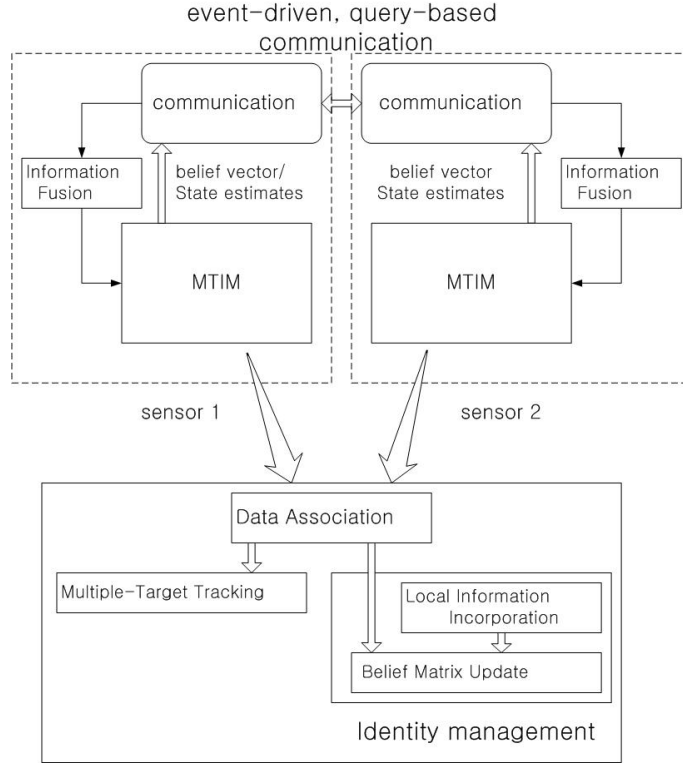 event-driven, query-based
communication
communication
communication
Information
Fusion
belief vector/
State estimates
belief vector
State estimates
Information
Fusion
MTIM
MTIM
sensor 1
sensor 2
Data Association
Multiple-Target Tracking
Local Information
Incorporation
Belief Matrix Update
Identity management